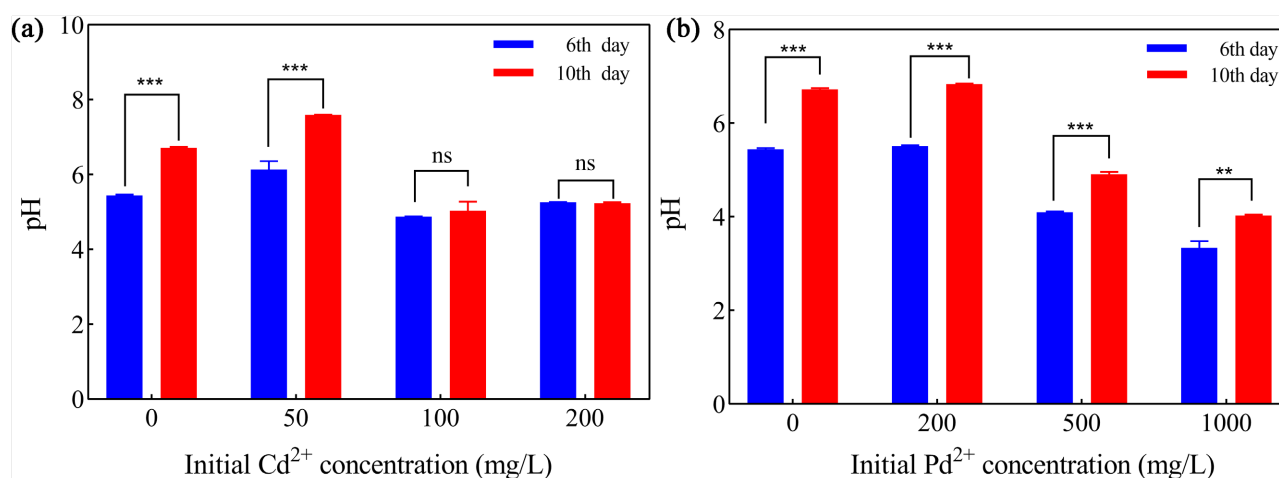 (a)
10
8
6
4
2
0
pH
6th day
10th day
***
***
ns
ns
0 50 100 200
Initial Cd²⁺ concentration (mg/L)
(b)
8
6
4
2
0
pH
6th day
10th day
***
***
***
**
0 200 500 1000
Initial Pd²⁺ concentration (mg/L)